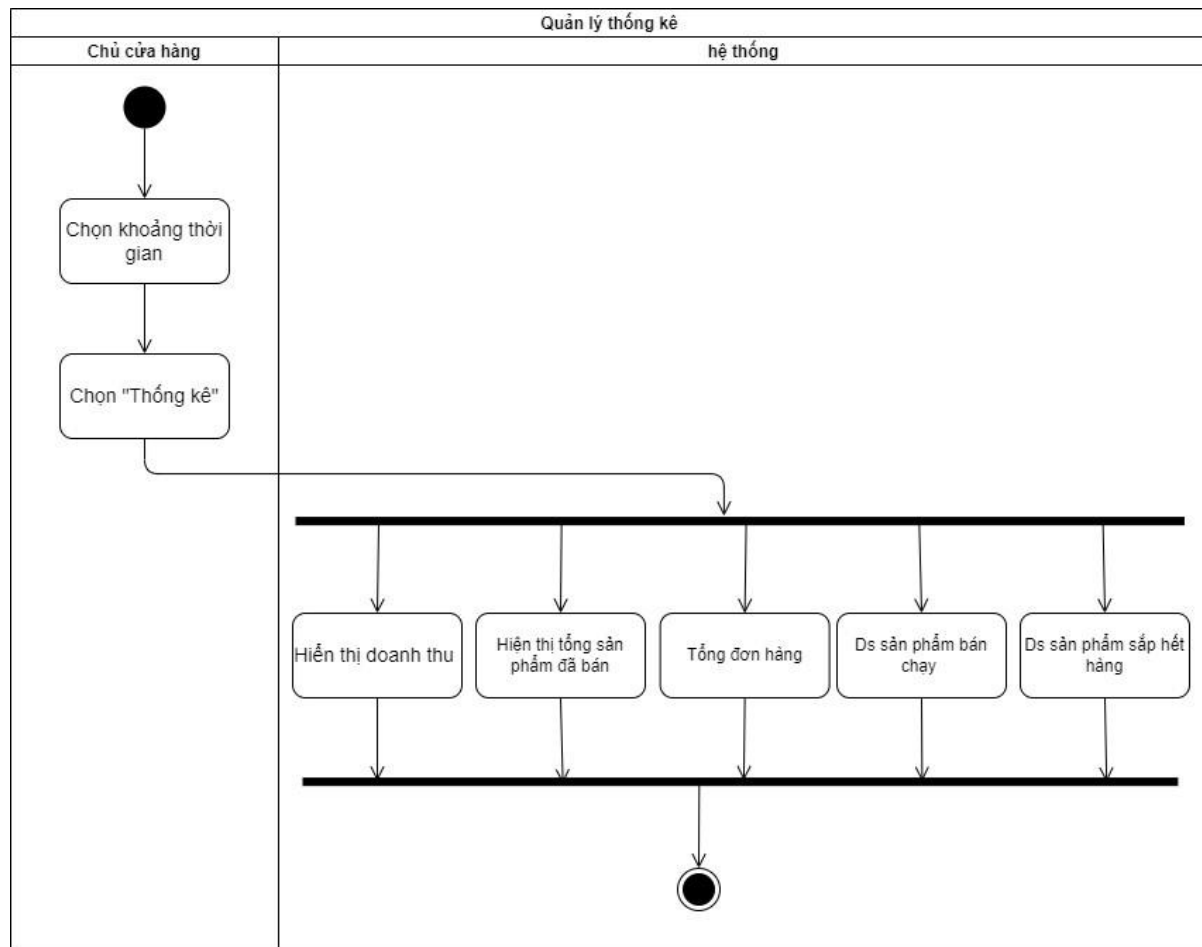 Quản lý thống kê
Chủ cửa hàng
hệ thống
Chọn khoảng thời
gian
Chọn "Thống kê"
Hiển thị doanh thu
Hiện thị tổng sản
phẩm đã bán
Tổng đơn hàng
Ds sản phẩm bán
chạy
Ds sản phẩm sắp hết
hàng